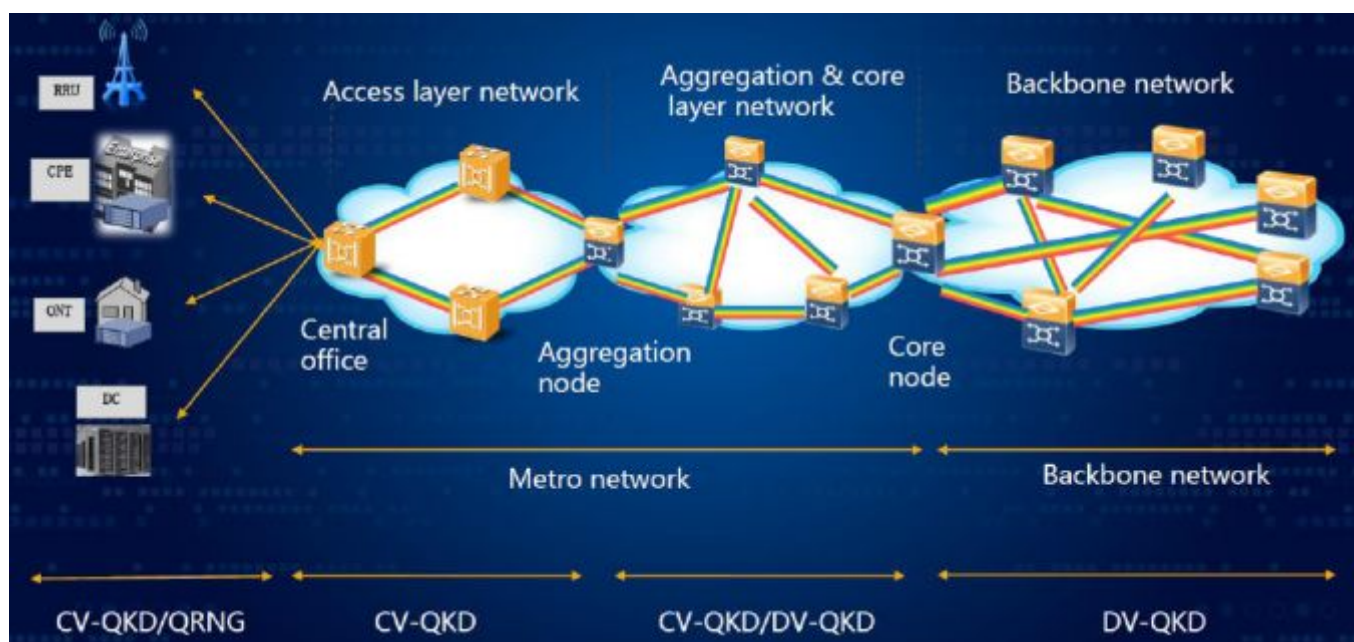 RRU
CPE
Enterprise
ONT
DC
Access layer network
Aggregation & core
layer network
Backbone network
Central
office
Aggregation
node
Core
node
Metro network
Backbone network
CV-QKD/QRNG
CV-QKD
CV-QKD/DV-QKD
DV-QKD